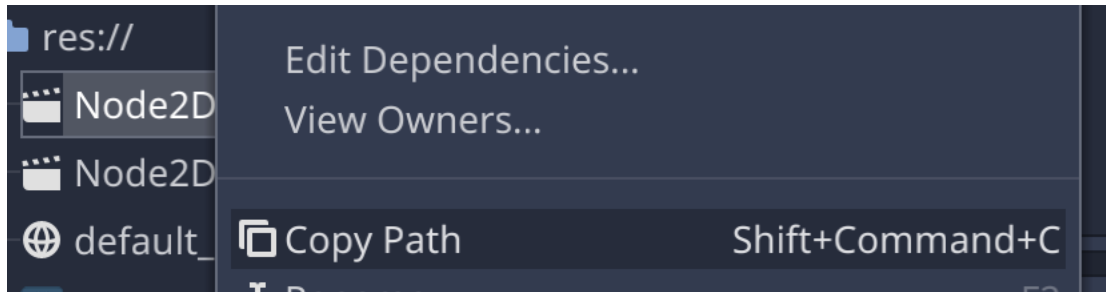 res://
Node2D
Node2D
default_
Edit Dependencies...
View Owners...
Copy Path Shift+Command+C